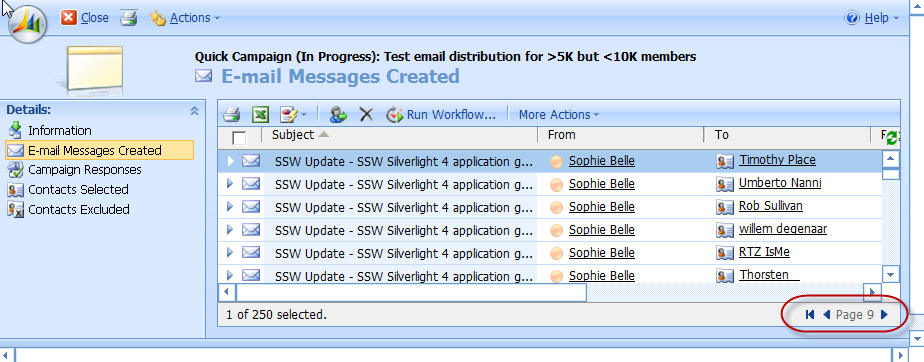 Close Actions Help
Quick Campaign (In Progress): Test email distribution for >5K but <10K members
E-mail Messages Created
Details:
Information
E-mail Messages Created
Campaign Responses
Contacts Selected
Contacts Excluded
Run Workflow... More Actions
Subject From To
SSW Update - SSW Silverlight 4 application g... Sophie Belle Timothy Place
SSW Update - SSW Silverlight 4 application g... Sophie Belle Umberto Nanni
SSW Update - SSW Silverlight 4 application g... Sophie Belle Rob Sullivan
SSW Update - SSW Silverlight 4 application g... Sophie Belle willem degenaar
SSW Update - SSW Silverlight 4 application g... Sophie Belle RTZ IsMe
SSW Update - SSW Silverlight 4 application g... Sophie Belle Thorsten
1 of 250 selected. Page 9